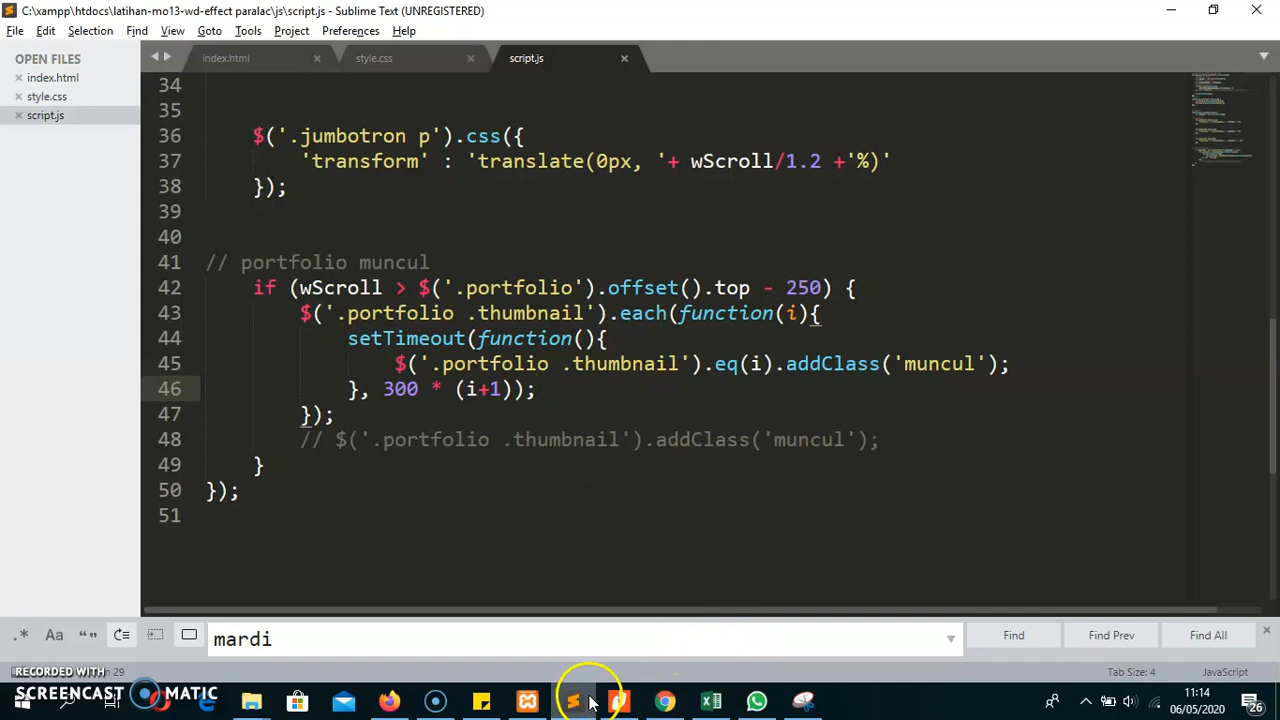 C:\xampp\htdocs\latihan-mo13-wd-effect paralac\js\script.js - Sublime Text (UNREGISTERED)
File Edit Selection Find View Goto Tools Project Preferences Help
OPEN FILES
index.html
style.css
script.js
index.html style.css script.js
34
35
36 $('.jumbotron p').css({
37 'transform' : 'translate(0px, '+ wScroll/1.2 +'%)'
38 });
39
40
41 // portfolio muncul
42 if (wScroll > $('.portfolio').offset().top - 250) {
43 $('.portfolio .thumbnail').each(function(i){
44 setTimeout(function(){
45 $('.portfolio .thumbnail').eq(i).addClass('muncul');
46 }, 300 * (i+1));
47 });
48 // $('.portfolio .thumbnail').addClass('muncul');
49 }
50 });
51
.* Aa “” mardi Find Find Prev Find All
29 Tab Size: 4 JavaScript
RECORDED WITH
SCREENCAST MATIC
11:14
06/05/2020
26